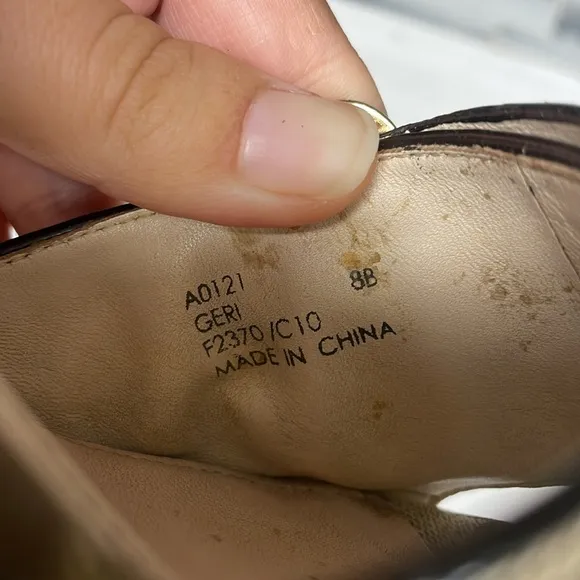 A0121 8B
GERI
F2370/C10
MADE IN CHINA